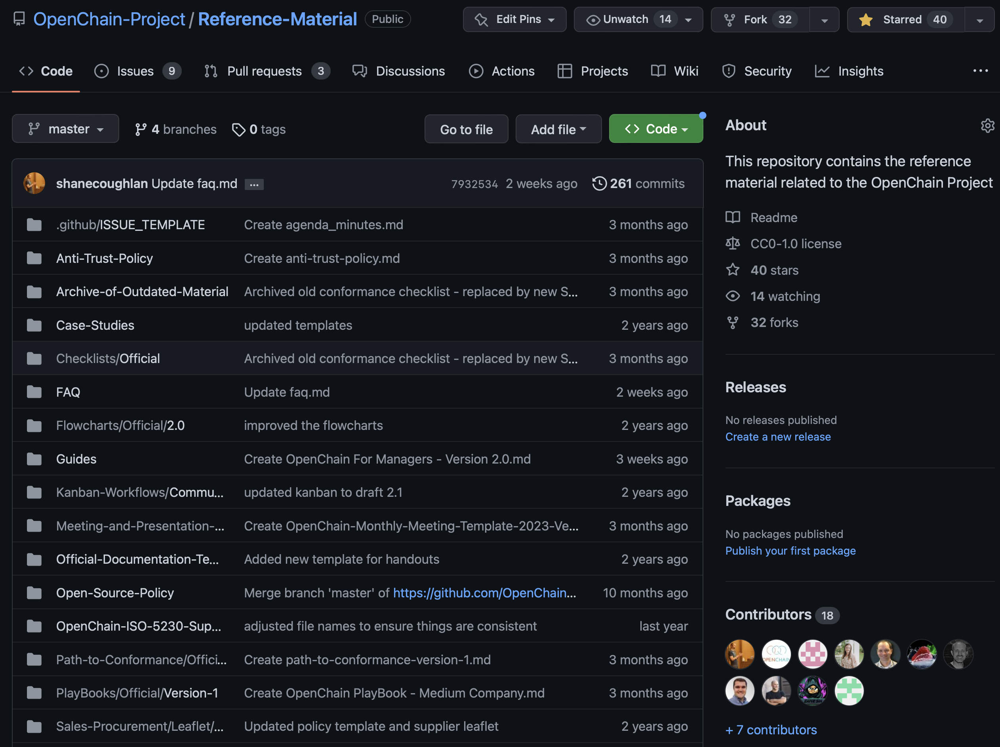 OpenChain-Project / Reference-Material Public Edit Pins Unwatch 14 Fork 32 Starred 40
Code Issues 9 Pull requests 3 Discussions Actions Projects Wiki Security Insights ...
master 4 branches 0 tags Go to file Add file Code
shanecoughlan Update faq.md ... 7932534 2 weeks ago 261 commits
.github/ISSUE_TEMPLATE Create agenda_minutes.md 3 months ago
Anti-Trust-Policy Create anti-trust-policy.md 3 months ago
Archive-of-Outdated-Material Archived old conformance checklist - replaced by new S... 3 months ago
Case-Studies updated templates 2 years ago
Checklists/Official Archived old conformance checklist - replaced by new S... 3 months ago
FAQ Update faq.md 2 weeks ago
Flowcharts/Official/2.0 improved the flowcharts 2 years ago
Guides Create OpenChain For Managers - Version 2.0.md 3 weeks ago
Kanban-Workflows/Commu... updated kanban to draft 2.1 2 years ago
Meeting-and-Presentation-... Create OpenChain-Monthly-Meeting-Template-2023-Ve... 3 months ago
Official-Documentation-Te... Added new template for handouts 2 years ago
Open-Source-Policy Merge branch 'master' of https://github.com/OpenChain... 10 months ago
OpenChain-ISO-5230-Sup... adjusted file names to ensure things are consistent last year
Path-to-Conformance/Offici... Create path-to-conformance-version-1.md 3 months ago
PlayBooks/Official/Version-1 Create OpenChain PlayBook - Medium Company.md 3 months ago
Sales-Procurement/Leaflet/... Updated policy template and supplier leaflet 2 years ago
About
This repository contains the reference
material related to the OpenChain Project
Readme
CC0-1.0 license
40 stars
14 watching
32 forks
Releases
No releases published
Create a new release
Packages
No packages published
Publish your first package
Contributors 18
OPENCHAIN
+ 7 contributors